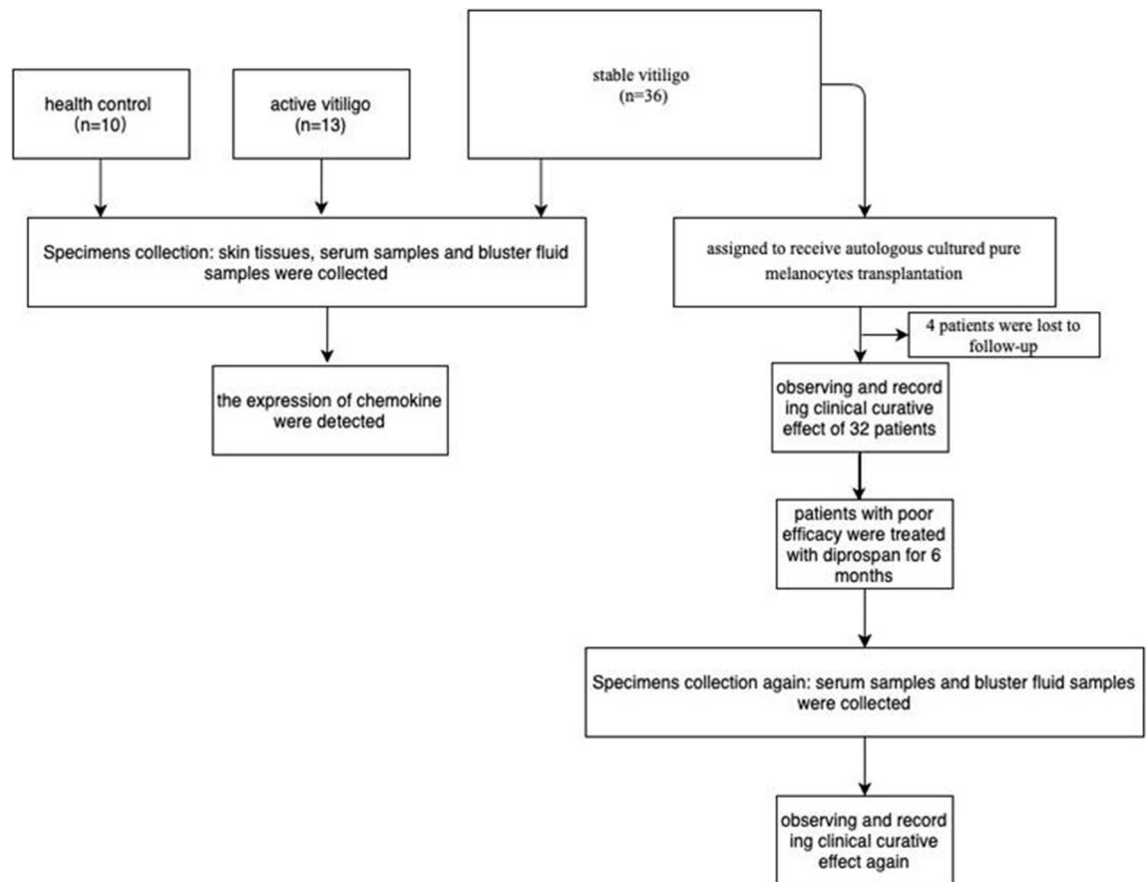 health control
(n=10)
active vitiligo
(n=13)
stable vitiligo
(n=36)
Specimens collection: skin tissues, serum samples and bluster fluid
samples were collected
the expression of chemokine
were detected
assigned to receive autologous cultured pure
melanocytes transplantation
4 patients were lost to
follow-up
observing and record
ing clinical curative
effect of 32 patients
patients with poor
efficacy were treated
with diprospan for 6
months
Specimens collection again: serum samples and bluster fluid samples
were collected
observing and record
ing clinical curative
effect again